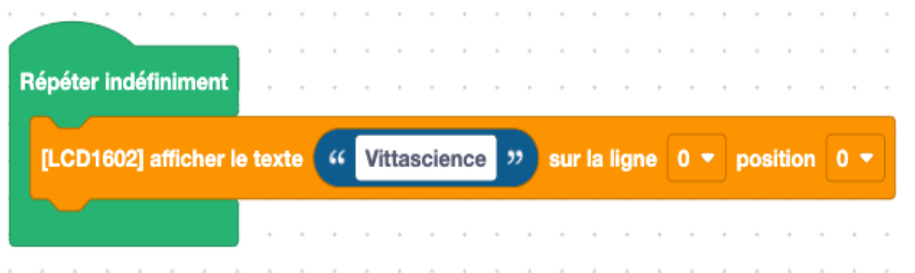 Répéter indéfiniment
[LCD1602] afficher le texte “ Vittascience ” sur la ligne 0 position 0